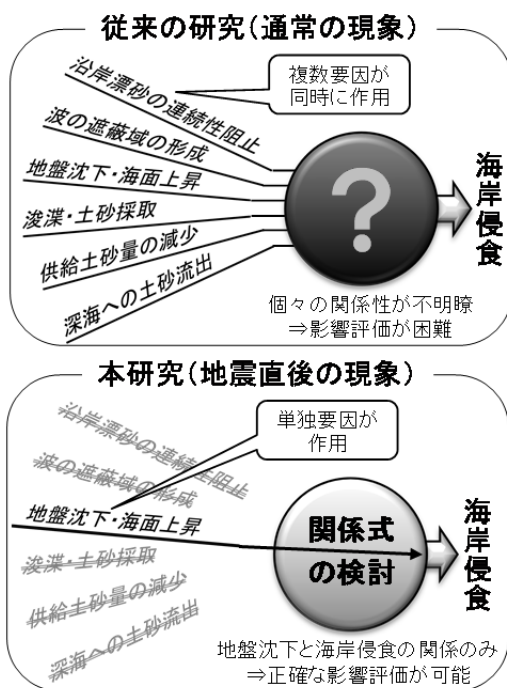 従来の研究(通常の現象)
沿岸漂砂の連続性阻止
波の遮蔽域の形成
地盤沈下・海面上昇
浚渫・土砂採取
供給土砂量の減少
深海への土砂流出
複数要因が
同時に作用
?
海岸侵食
個々の関係性が不明瞭
⇒影響評価が困難
本研究(地震直後の現象)
沿岸漂砂の連続性阻止
波の遮蔽域の形成
地盤沈下・海面上昇
浚渫・土砂採取
供給土砂量の減少
深海への土砂流出
単独要因が
作用
関係式
の検討
海岸侵食
地盤沈下と海岸侵食の関係のみ
⇒正確な影響評価が可能